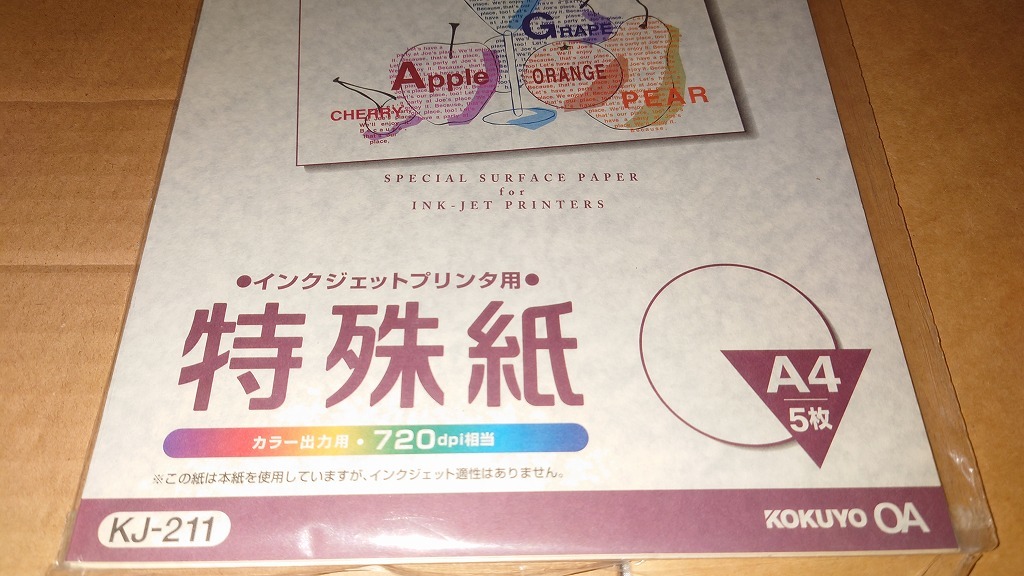 GRAPE
Apple
ORANGE
PEAR
CHERRY
SPECIAL SURFACE PAPER
for
INK-JET PRINTERS
●インクジェットプリンタ用●
特殊紙
カラー出力用・720dpi相当
※この紙は本紙を使用していますが、インクジェット適性はありません。
A4
5枚
KJ-211
KOKUYO OA